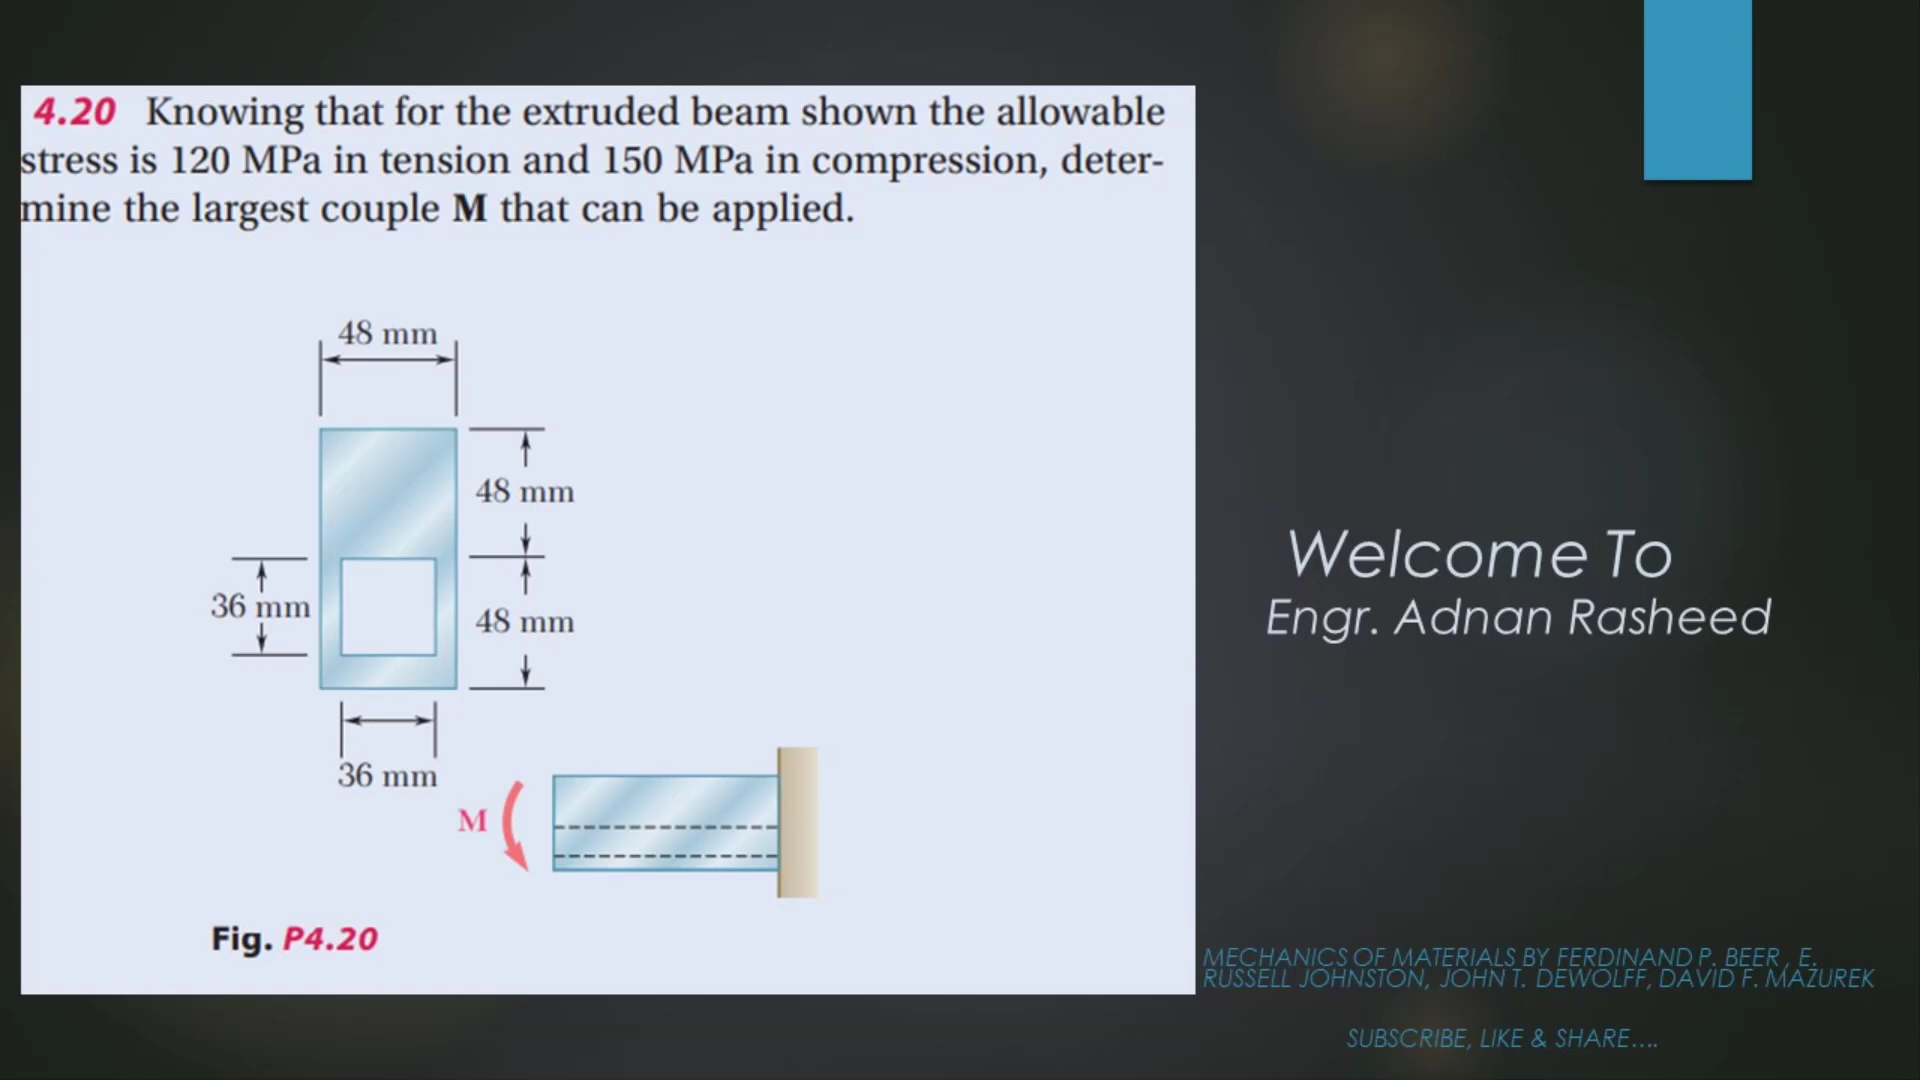 4.20 Knowing that for the extruded beam shown the allowable
stress is 120 MPa in tension and 150 MPa in compression, deter-
mine the largest couple M that can be applied.
48 mm
48 mm
36 mm
48 mm
36 mm
M
Fig. P4.20
Welcome To
Engr. Adnan Rasheed
MECHANICS OF MATERIALS BY FERDINAND P. BEER , E.
RUSSELL JOHNSTON, JOHN T. DEWOLFF, DAVID F. MAZUREK
SUBSCRIBE, LIKE & SHARE....